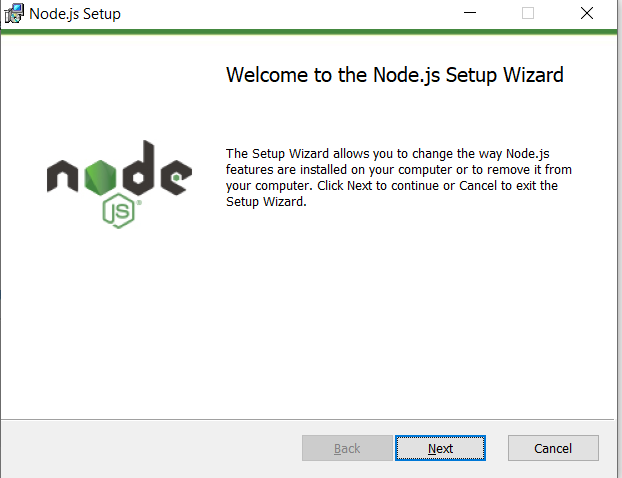 Node.js Setup
Welcome to the Node.js Setup Wizard
node
JS®
The Setup Wizard allows you to change the way Node.js
features are installed on your computer or to remove it from
your computer. Click Next to continue or Cancel to exit the
Setup Wizard.
Back Next Cancel